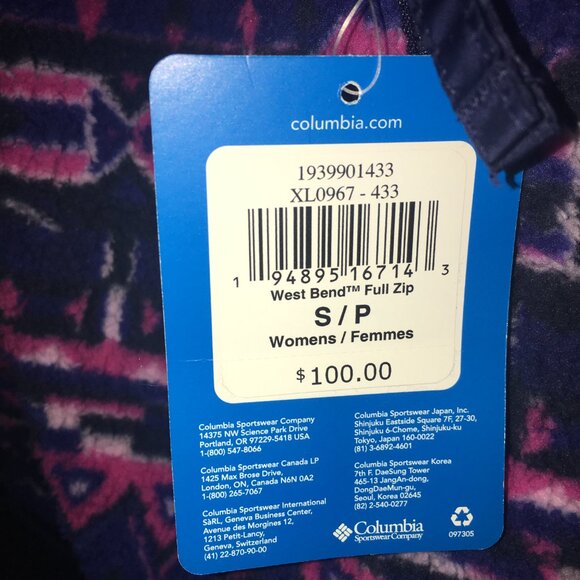 columbia.com
1939901433
XL0967 - 433
1 94895 16714 3
West Bend™ Full Zip
S / P
Womens / Femmes
$ 100.00
Columbia Sportswear Company
14375 NW Science Park Drive
Portland, OR 97229-5418 USA
1-(800) 547-8066
Columbia Sportswear Canada LP
1425 Max Brose Drive,
London, ON, Canada N6N 0A2
1-(800) 265-7067
Columbia Sportswear International
SàRL, Geneva Business Center,
Avenue des Morgines 12,
1213 Petit-Lancy,
Geneva, Switzerland
(41) 22-870-90-00
Columbia Sportswear Japan, Inc.
Shinjuku Eastside Square 7F, 27-30,
Shinjuku 6-Chome, Shinjuku-ku
Tokyo, Japan 160-0022
(81) 3-6892-4601
Columbia Sportswear Korea
7th F. DaeSung Tower
465-13 JangAn-dong,
DongDaeMun-gu,
Seoul, Korea 02645
(82) 2-540-0277
Columbia
Sportswear Company
09730S